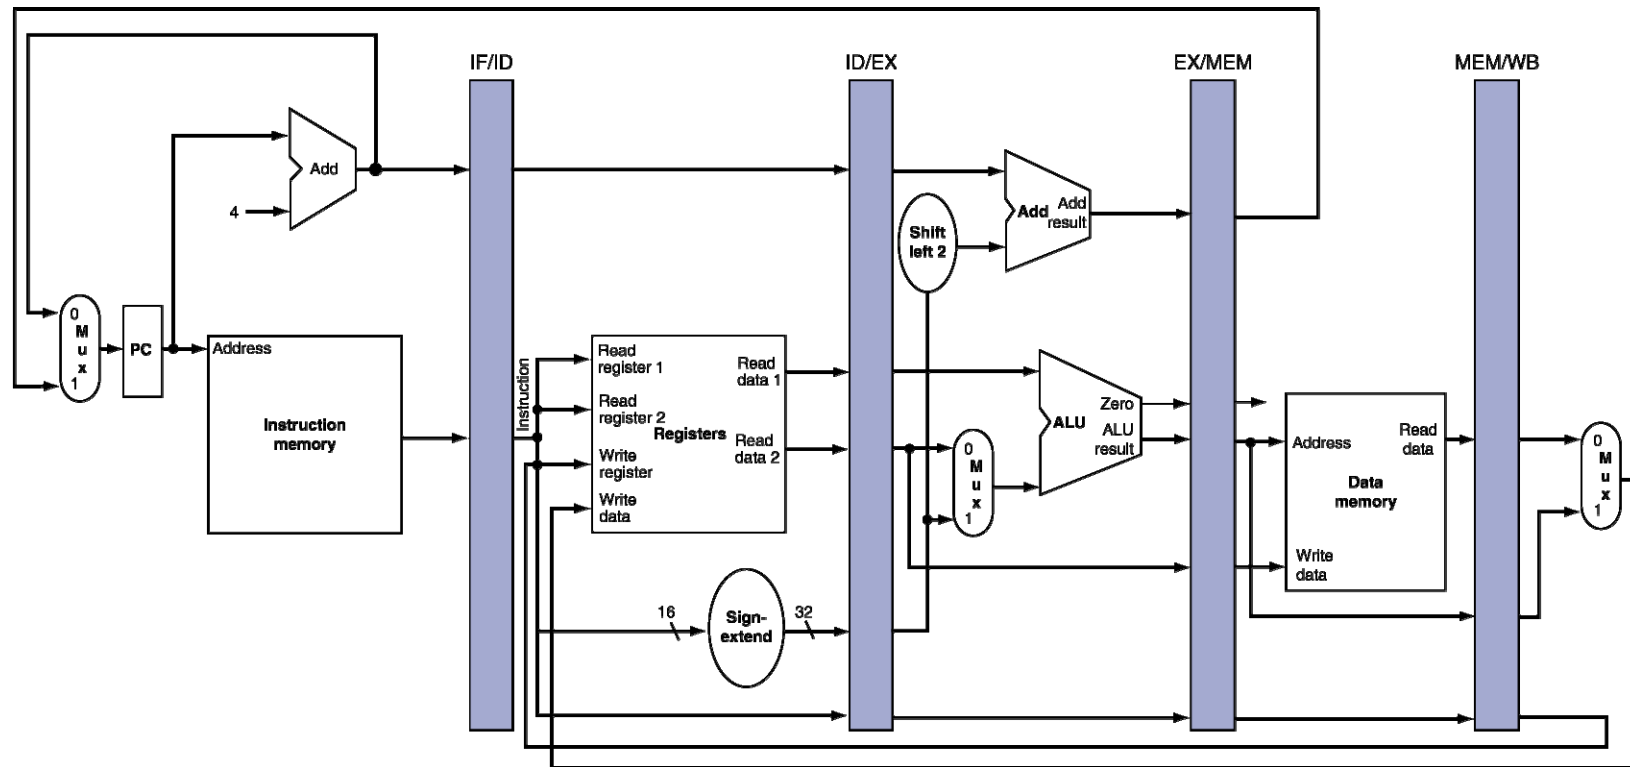 IF/ID
ID/EX
EX/MEM
MEM/WB
Add
4
0
M
u
x
1
PC
Address
Instruction
memory
Instruction
Read
register 1
Read
register 2
Write
register
Write
data
Registers
Read
data 1
Read
data 2
16
Sign-
extend
32
Shift
left 2
Add
Add
result
0
M
u
x
1
ALU
Zero
ALU
result
Address
Write
data
Data
memory
Read
data
0
M
u
x
1